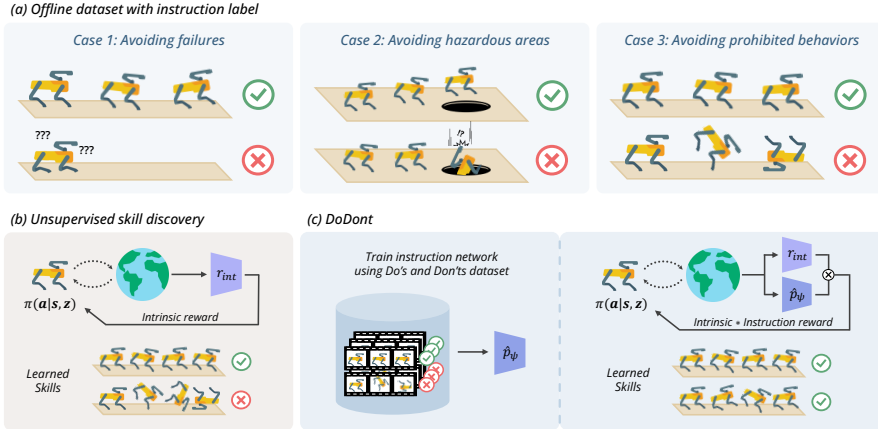 (a) Offline dataset with instruction label
Case 1: Avoiding failures
Case 2: Avoiding hazardous areas
Case 3: Avoiding prohibited behaviors
???
???
!?
(b) Unsupervised skill discovery
(c) DoDont
r_int
π(a|s, z)
Intrinsic reward
Learned
Skills
Train instruction network
using Do's and Don'ts dataset
p̂_ψ
r_int
p̂_ψ
π(a|s, z)
Intrinsic * Instruction reward
Learned
Skills